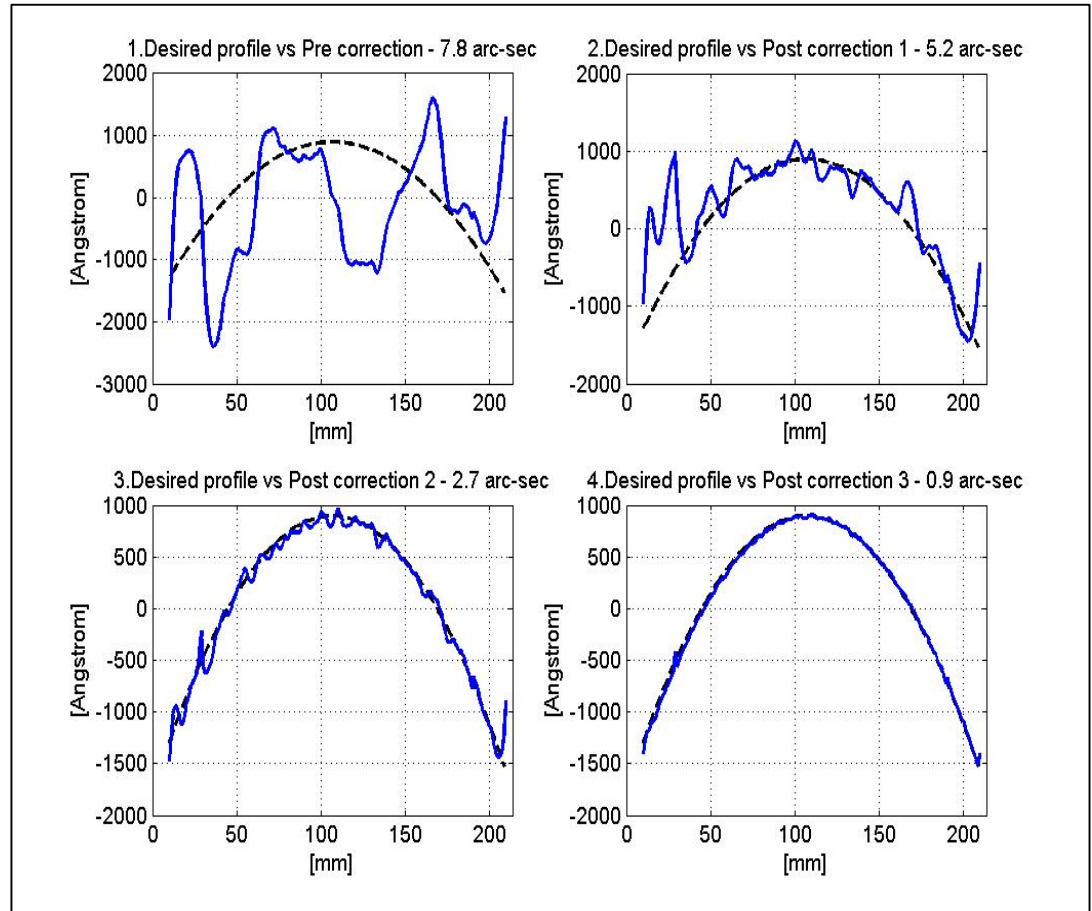 1.Desired profile vs Pre correction - 7.8 arc-sec
2000
1000
0
-1000
-2000
-3000
[Angstrom]
0 50 100 150 200
[mm]
2.Desired profile vs Post correction 1 - 5.2 arc-sec
2000
1000
0
-1000
-2000
[Angstrom]
0 50 100 150 200
[mm]
3.Desired profile vs Post correction 2 - 2.7 arc-sec
1000
500
0
-500
-1000
-1500
-2000
[Angstrom]
0 50 100 150 200
[mm]
4.Desired profile vs Post correction 3 - 0.9 arc-sec
1000
500
0
-500
-1000
-1500
-2000
[Angstrom]
0 50 100 150 200
[mm]